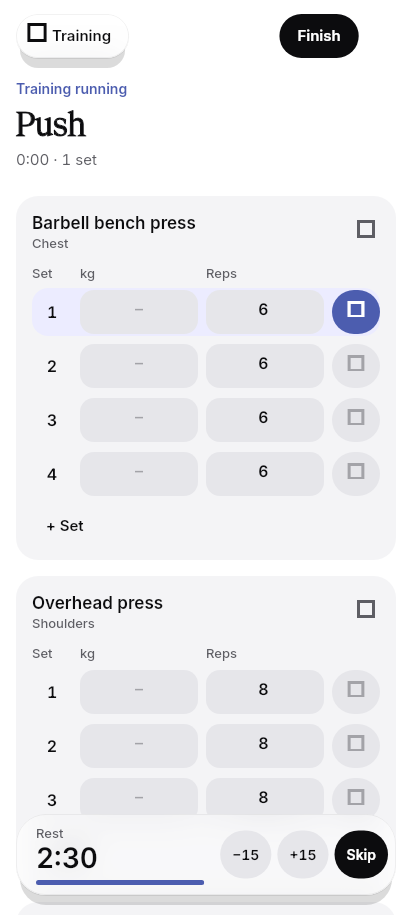 Training
Finish
Training running
Push
0:00 · 1 set
Barbell bench press
Chest
Set kg Reps
1 – 6
2 – 6
3 – 6
4 – 6
+ Set
Overhead press
Shoulders
Set kg Reps
1 – 8
2 – 8
3 – 8
Rest
2:30
−15 +15 Skip